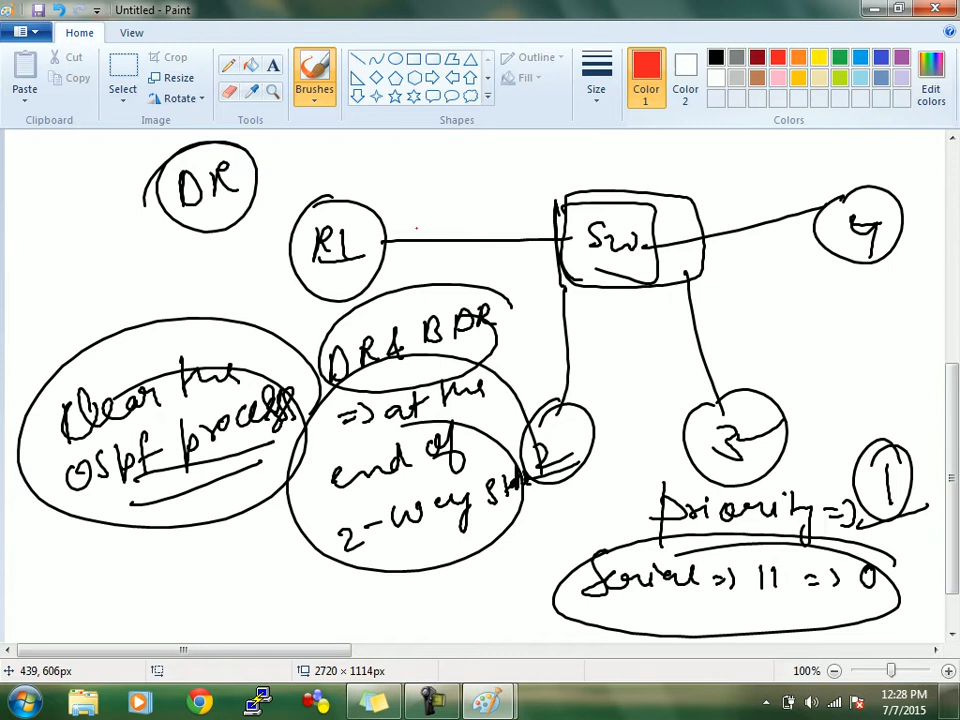 Untitled - Paint
Home
View
Paste
Cut
Copy
Clipboard
Select
Crop
Resize
Rotate
Image
A
Tools
Brushes
Outline
Fill
Shapes
Size
Color 1
Color 2
Edit colors
Colors
DR
R1
Sw
4
DR & BDR
=> at the
end of
2-way state
Clear the
OSpf process
2
3
priority => 1
Serial => 11 => 0
439, 606px
2720 × 1114px
100%
12:28 PM
7/7/2015